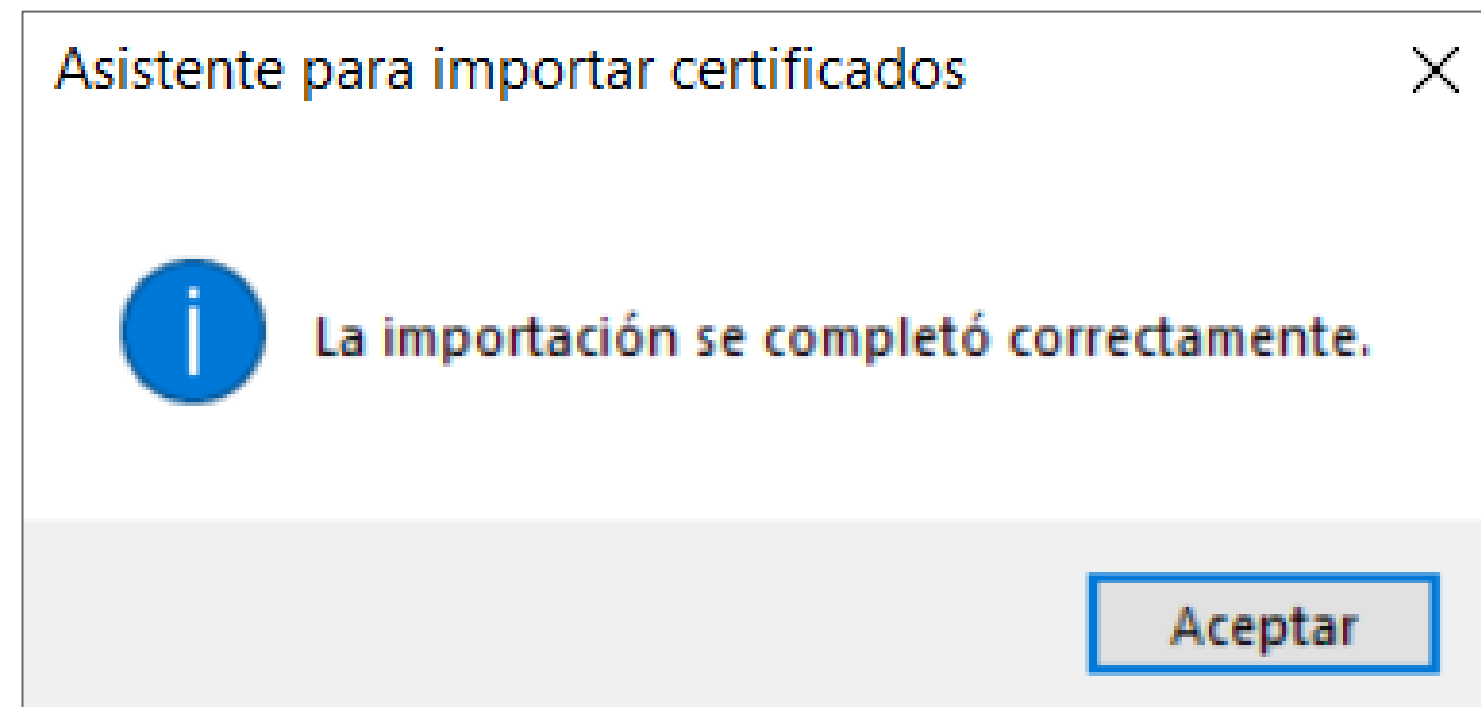 Asistente para importar certificados
La importación se completó correctamente.
Aceptar